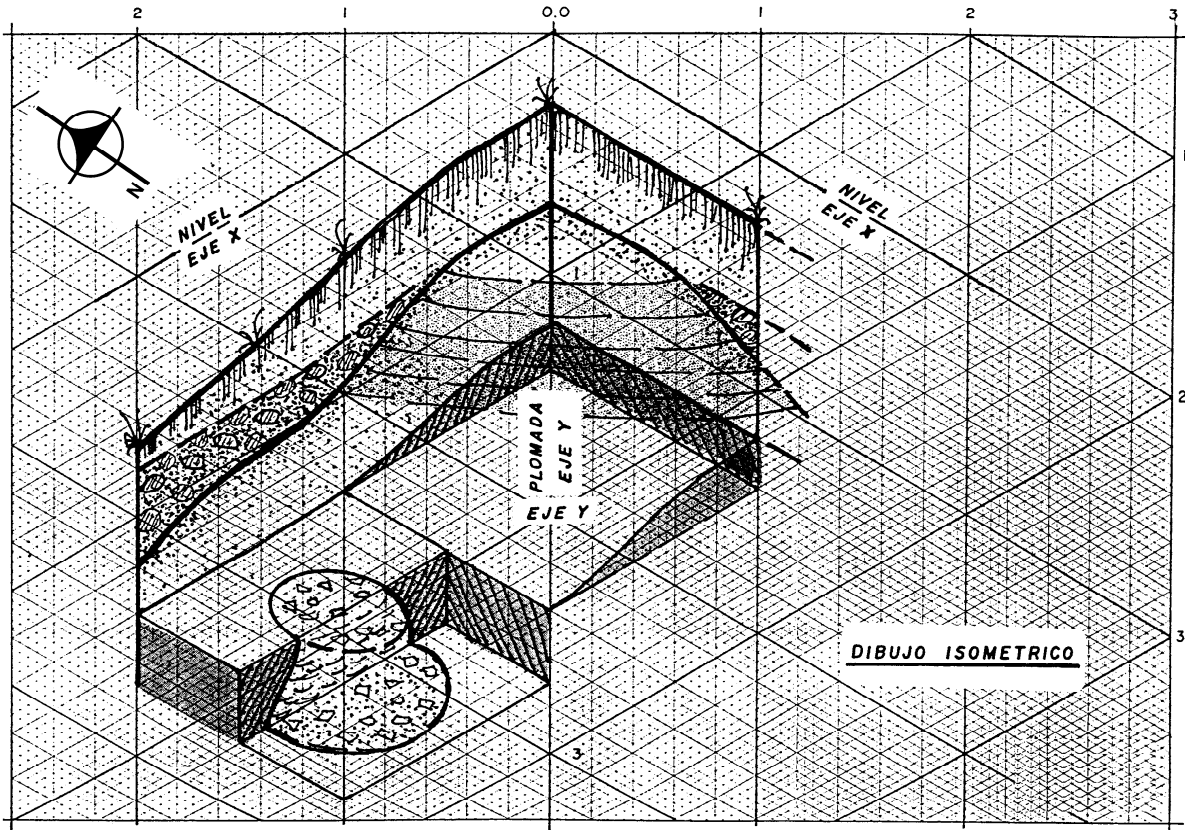 2 1 0.0 1 2 3
1
N
NIVEL
EJE X
NIVEL
EJE X
2
PLOMADA
EJE Y
EJE Y
3
DIBUJO ISOMETRICO
3